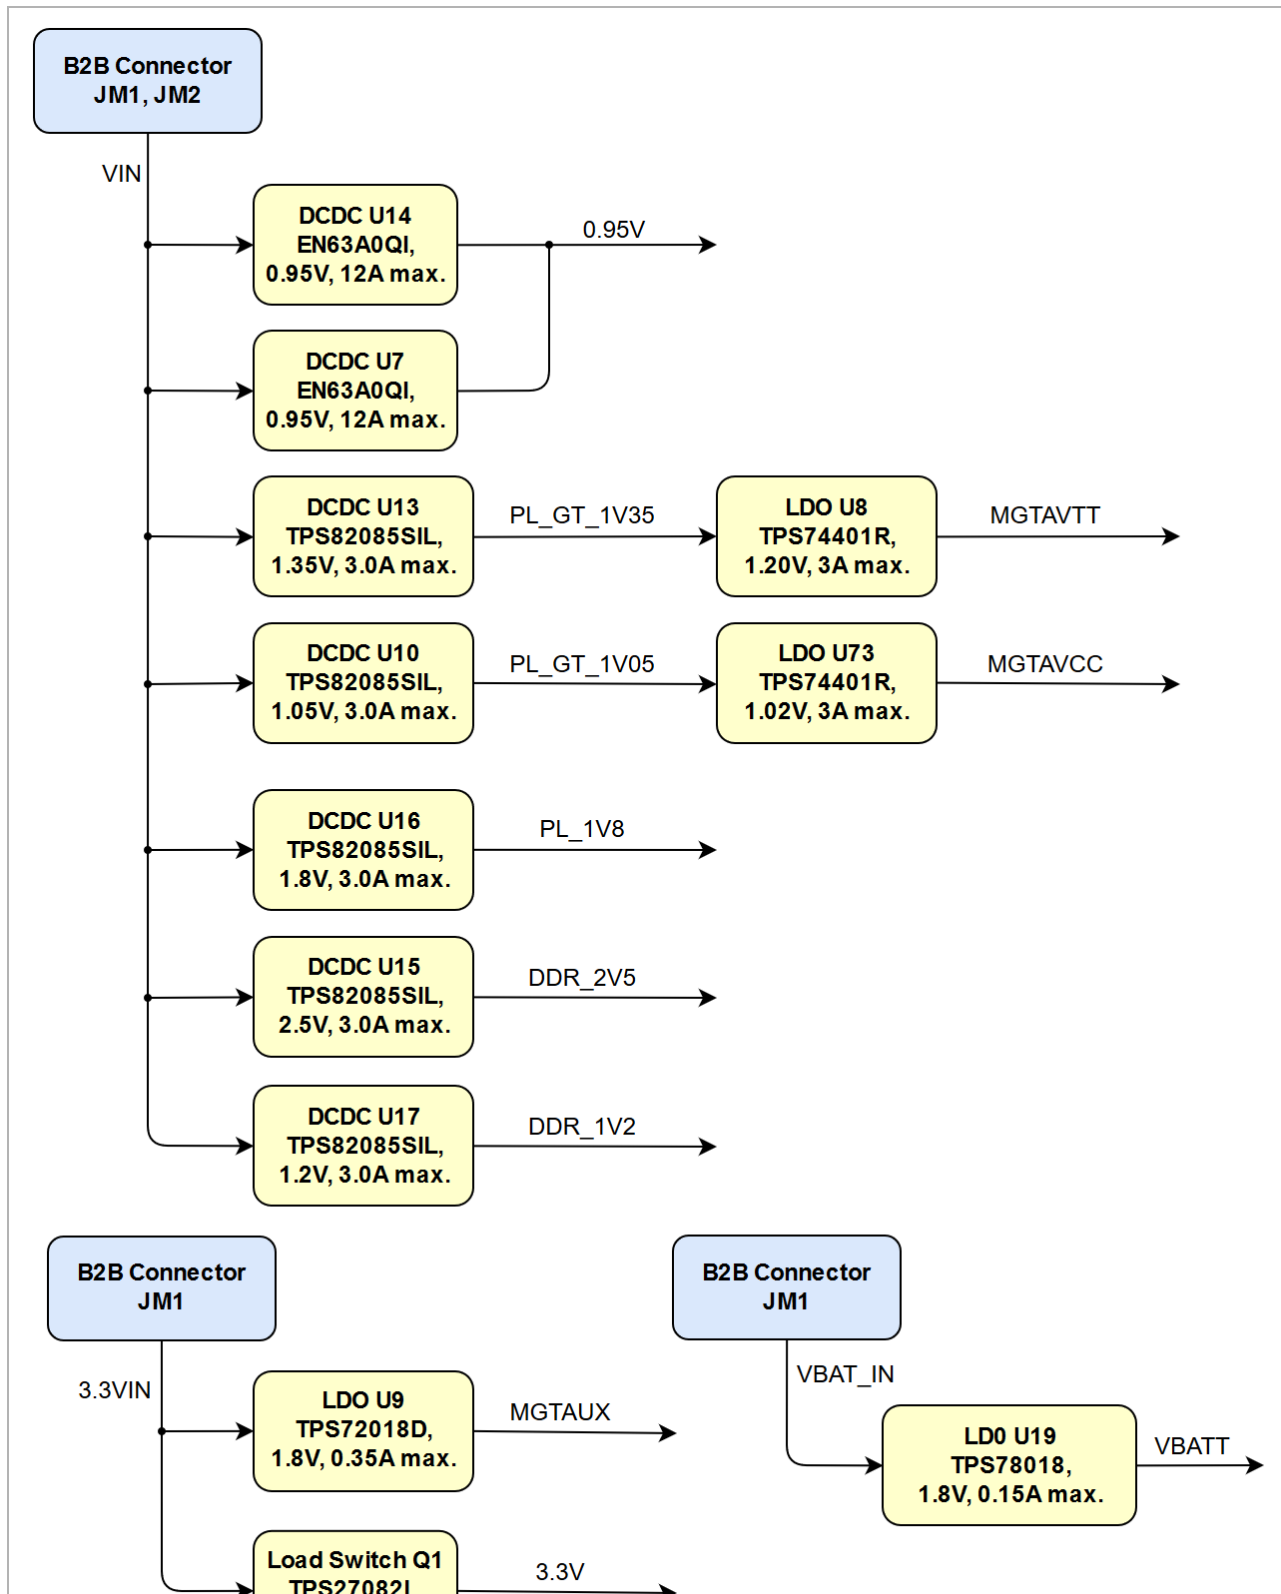 B2B Connector
JM1, JM2
VIN
DCDC U14
EN63A0QI,
0.95V, 12A max.
0.95V
DCDC U7
EN63A0QI,
0.95V, 12A max.
DCDC U13
TPS82085SIL,
1.35V, 3.0A max.
PL_GT_1V35
LDO U8
TPS74401R,
1.20V, 3A max.
MGTAVTT
DCDC U10
TPS82085SIL,
1.05V, 3.0A max.
PL_GT_1V05
LDO U73
TPS74401R,
1.02V, 3A max.
MGTAVCC
DCDC U16
TPS82085SIL,
1.8V, 3.0A max.
PL_1V8
DCDC U15
TPS82085SIL,
2.5V, 3.0A max.
DDR_2V5
DCDC U17
TPS82085SIL,
1.2V, 3.0A max.
DDR_1V2
B2B Connector
JM1
3.3VIN
LDO U9
TPS72018D,
1.8V, 0.35A max.
MGTAUX
Load Switch Q1
TPS27082L
3.3V
B2B Connector
JM1
VBAT_IN
LD0 U19
TPS78018,
1.8V, 0.15A max.
VBATT